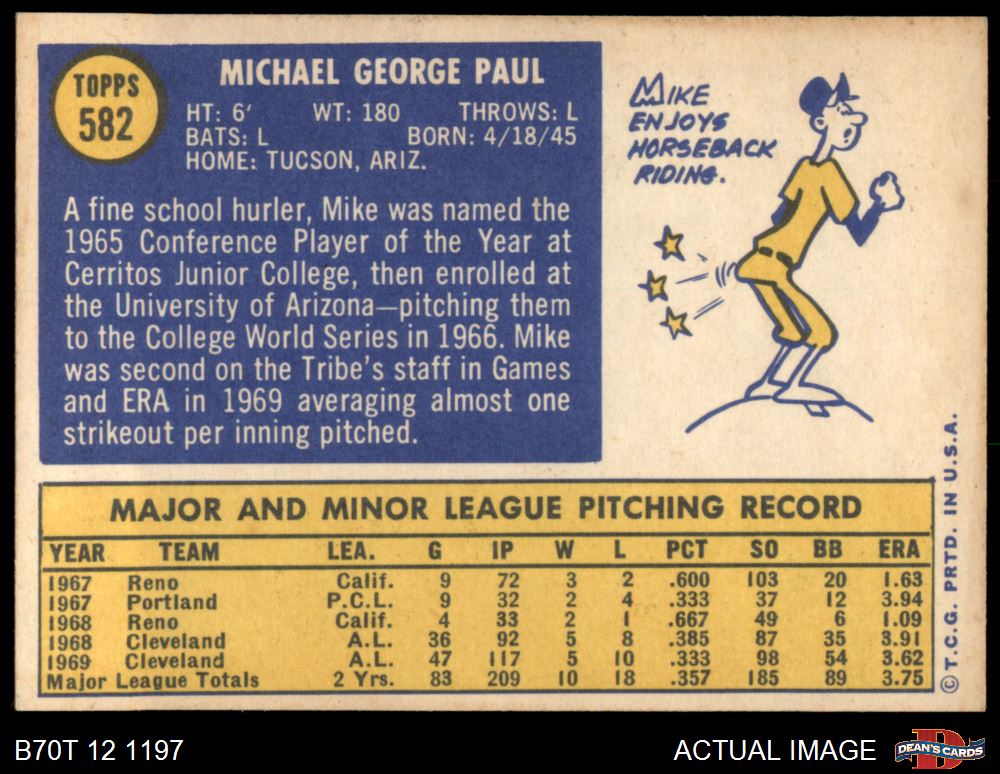 TOPPS
582
MICHAEL GEORGE PAUL
HT: 6' WT: 180 THROWS: L
BATS: L BORN: 4/18/45
HOME: TUCSON, ARIZ.
A fine school hurler, Mike was named the
1965 Conference Player of the Year at
Cerritos Junior College, then enrolled at
the University of Arizona—pitching them
to the College World Series in 1966. Mike
was second on the Tribe's staff in Games
and ERA in 1969 averaging almost one
strikeout per inning pitched.
MIKE
ENJOYS
HORSEBACK
RIDING.
MAJOR AND MINOR LEAGUE PITCHING RECORD
YEAR TEAM LEA. G IP W L PCT SO BB ERA
1967 Reno Calif. 9 72 3 2 .600 103 20 1.63
1967 Portland P.C.L. 9 32 2 4 .333 37 12 3.94
1968 Reno Calif. 4 33 2 1 .667 49 6 1.09
1968 Cleveland A.L. 36 92 5 8 .385 87 35 3.91
1969 Cleveland A.L. 47 117 5 10 .333 98 54 3.62
Major League Totals 2 Yrs. 83 209 10 18 .357 185 89 3.75
© T.C.G. PRTD. IN U.S.A.
B70T 12 1197
ACTUAL IMAGE
D
DEAN'S CARDS